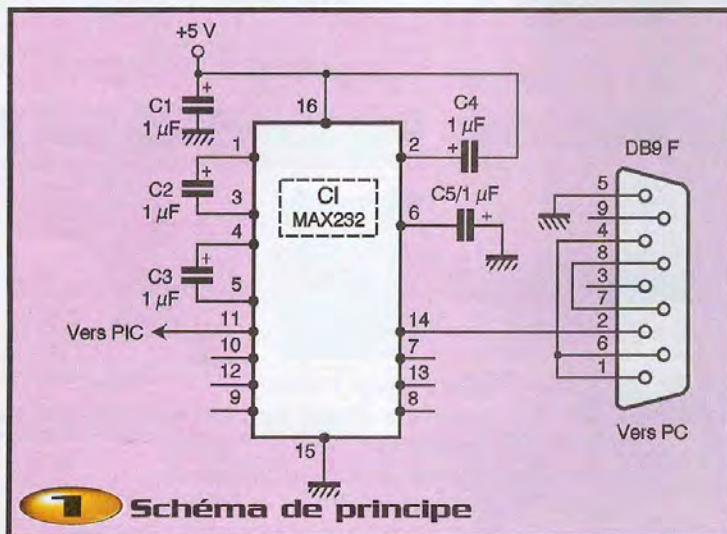 +5 V
C1
1 µF
16
C4
1 µF
1
2
DB9 F
C2
1 µF
3
CI
MAX232
C5/1 µF
6
4
C3
1 µF
5
Vers PIC
11
14
10
7
12
13
9
8
15
5
9
4
8
3
7
2
6
1
Vers PC
1 Schéma de principe